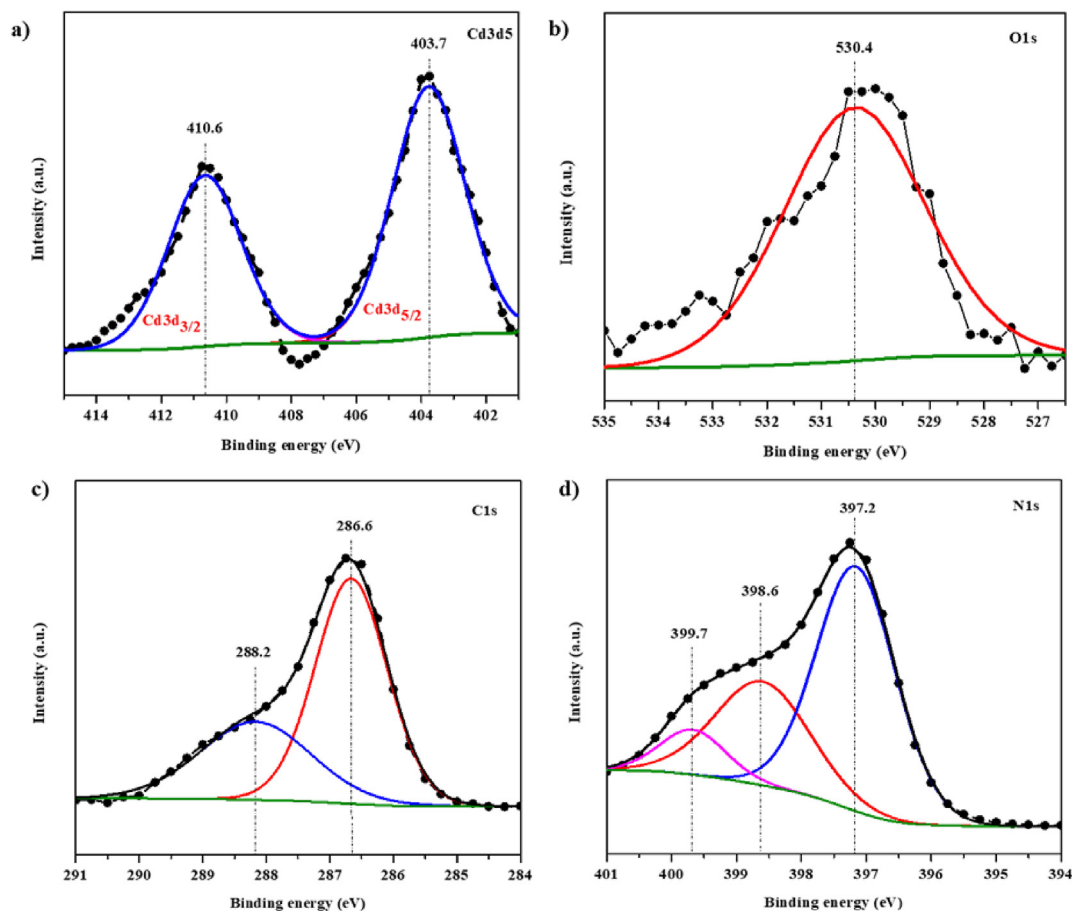 a)
Cd3d5
403.7
410.6
Cd3d3/2
Cd3d5/2
Intensity (a.u.)
414 412 410 408 406 404 402
Binding energy (eV)
b)
O1s
530.4
Intensity (a.u.)
535 534 533 532 531 530 529 528 527
Binding energy (eV)
c)
C1s
286.6
288.2
Intensity (a.u.)
291 290 289 288 287 286 285 284
Binding energy (eV)
d)
N1s
397.2
398.6
399.7
Intensity (a.u.)
401 400 399 398 397 396 395 394
Binding energy (eV)